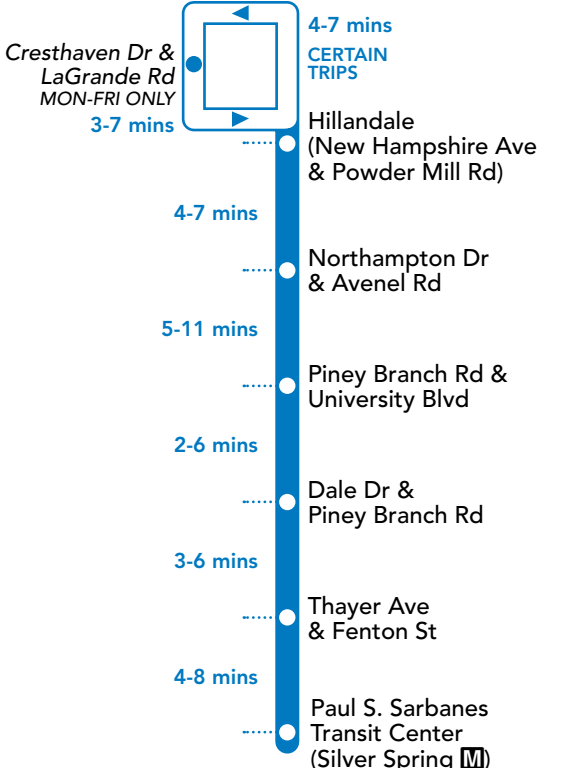 4-7 mins
CERTAIN
TRIPS
Cresthaven Dr &
LaGrande Rd
MON-FRI ONLY
3-7 mins
Hillandale
(New Hampshire Ave
& Powder Mill Rd)
4-7 mins
Northampton Dr
& Avenel Rd
5-11 mins
Piney Branch Rd &
University Blvd
2-6 mins
Dale Dr &
Piney Branch Rd
3-6 mins
Thayer Ave
& Fenton St
4-8 mins
Paul S. Sarbanes
Transit Center
(Silver Spring M)